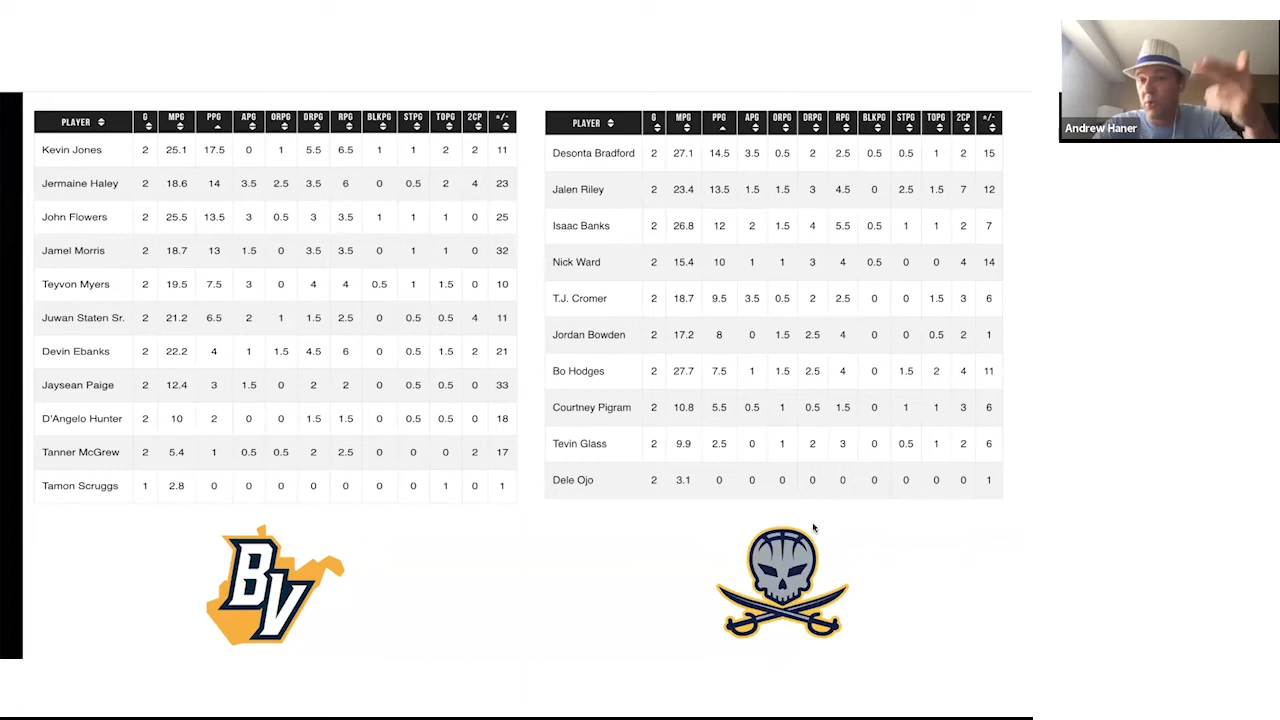 PLAYER G MPG PPG APG ORPG DRPG RPG BLKPG STPG TOPG 2CP +/-
Kevin Jones 2 25.1 17.5 0 1 5.5 6.5 1 1 2 2 11
Jermaine Haley 2 18.6 14 3.5 2.5 3.5 6 0 0.5 2 4 23
John Flowers 2 25.5 13.5 3 0.5 3 3.5 1 1 1 0 25
Jamel Morris 2 18.7 13 1.5 0 3.5 3.5 0 1 1 0 32
Teyvon Myers 2 19.5 7.5 3 0 4 4 0.5 1 1.5 0 10
Juwan Staten Sr. 2 21.2 6.5 2 1 1.5 2.5 0 0.5 0.5 4 11
Devin Ebanks 2 22.2 4 1 1.5 4.5 6 0 0.5 1.5 2 21
Jaysean Paige 2 12.4 3 1.5 0 2 2 0 0.5 0.5 0 33
D'Angelo Hunter 2 10 2 0 0 1.5 1.5 0 0.5 0.5 0 18
Tanner McGrew 2 5.4 1 0.5 0.5 2 2.5 0 0 0 2 17
Tamon Scruggs 1 2.8 0 0 0 0 0 0 0 1 0 1
BV
PLAYER G MPG PPG APG ORPG DRPG RPG BLKPG STPG TOPG 2CP +/-
Desonta Bradford 2 27.1 14.5 3.5 0.5 2 2.5 0.5 0.5 1 2 15
Jalen Riley 2 23.4 13.5 1.5 1.5 3 4.5 0 2.5 1.5 7 12
Isaac Banks 2 26.8 12 2 1.5 4 5.5 0.5 1 1 2 7
Nick Ward 2 15.4 10 1 1 3 4 0.5 0 0 4 14
T.J. Cromer 2 18.7 9.5 3.5 0.5 2 2.5 0 0 1.5 3 6
Jordan Bowden 2 17.2 8 0 1.5 2.5 4 0 0 0.5 2 1
Bo Hodges 2 27.7 7.5 1 1.5 2.5 4 0 1.5 2 4 11
Courtney Pigram 2 10.8 5.5 0.5 1 0.5 1.5 0 1 1 3 6
Tevin Glass 2 9.9 2.5 0 1 2 3 0 0.5 1 2 6
Dele Ojo 2 3.1 0 0 0 0 0 0 0 0 0 1
Andrew Haner